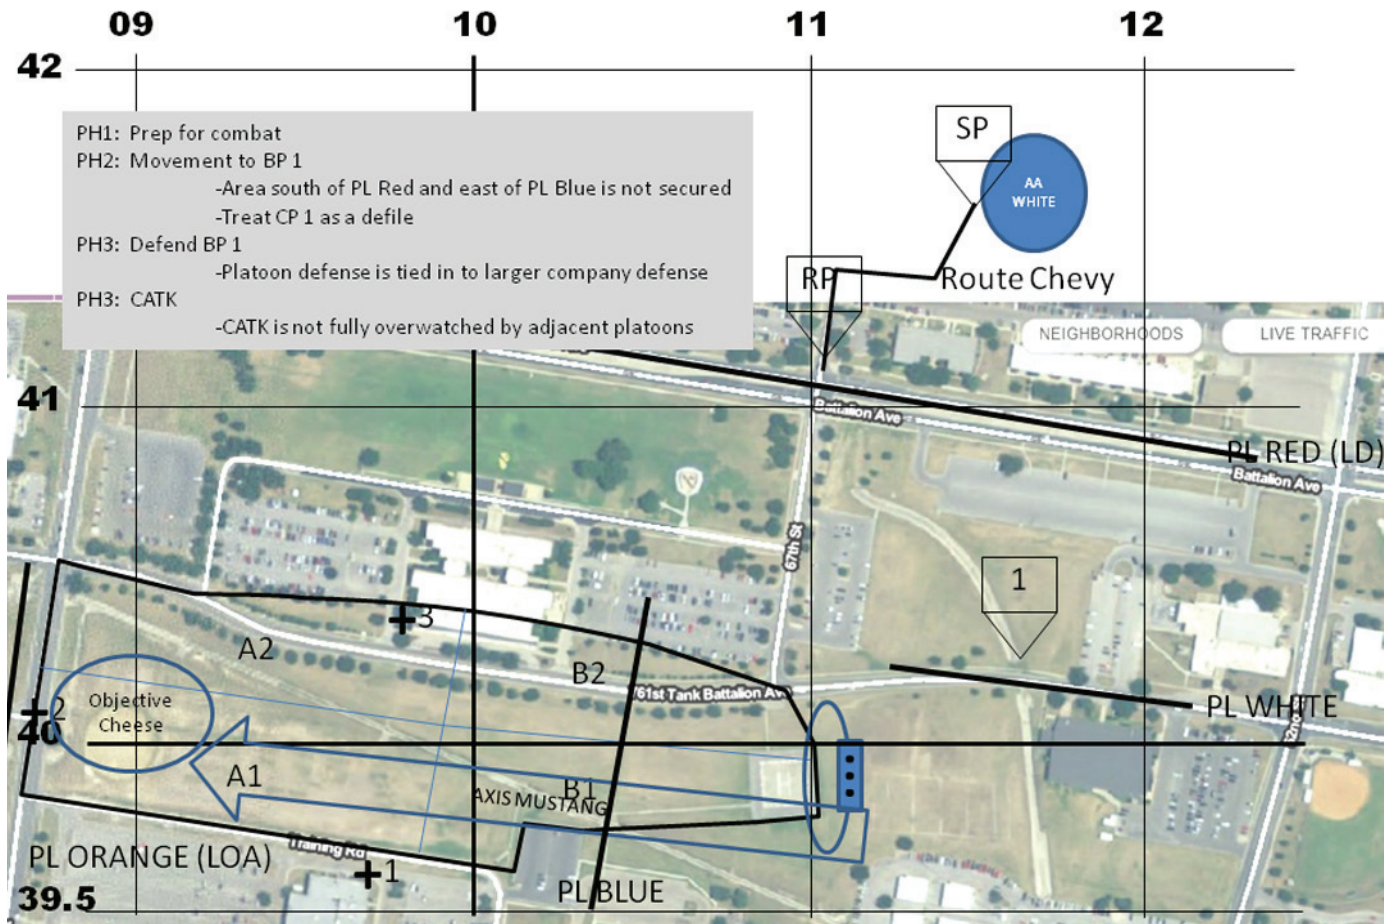 09 10 11 12
42
PH1: Prep for combat
PH2: Movement to BP 1
-Area south of PL Red and east of PL Blue is not secured
-Treat CP 1 as a defile
PH3: Defend BP 1
-Platoon defense is tied in to larger company defense
PH3: CATK
-CATK is not fully overwatched by adjacent platoons
SP
AA
WHITE
RP
Route Chevy
NEIGHBORHOODS
LIVE TRAFFIC
41
Battalion Ave
PL RED (LD)
Battalion Ave
67th St
1
3
A2
B2
761st Tank Battalion Ave
PL WHITE
2
Objective
Cheese
40
62nd
A1
B1
AXIS MUSTANG
Training Rd
PL ORANGE (LOA)
1
PL BLUE
39.5